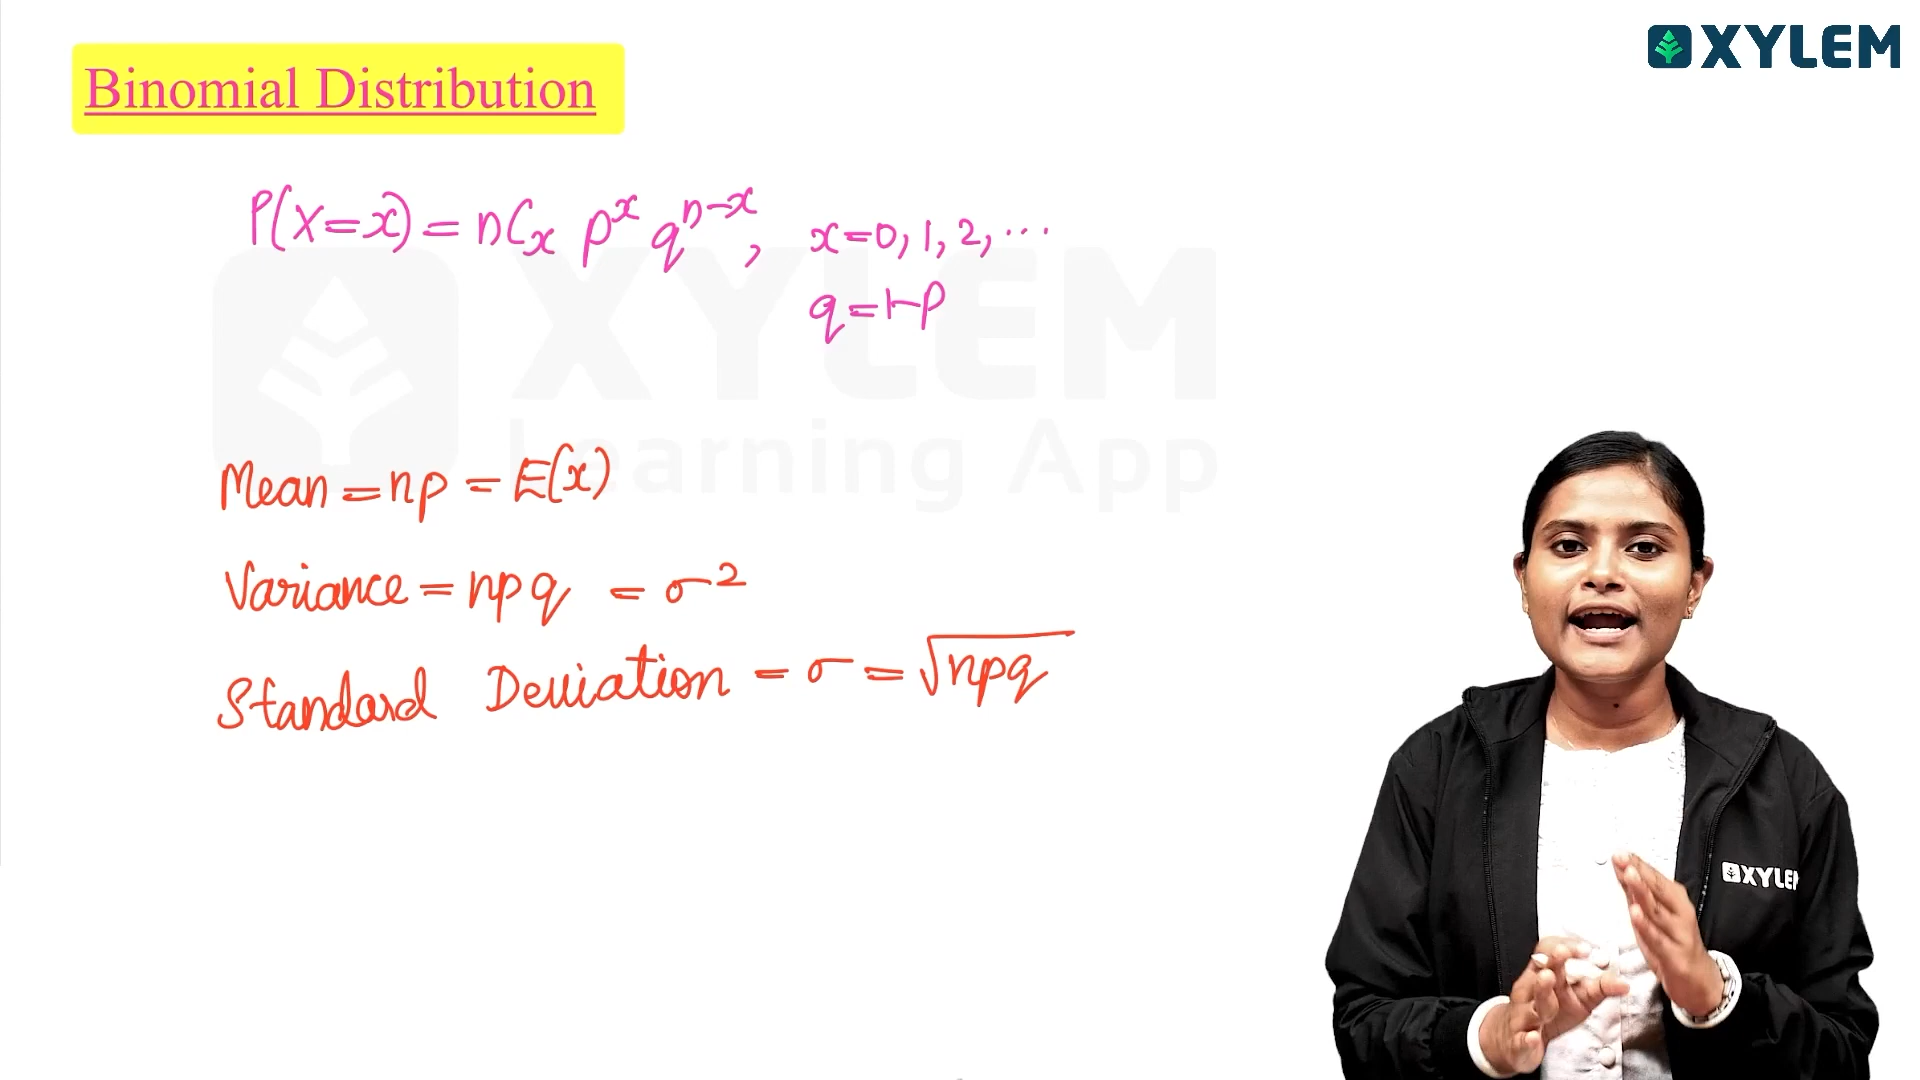 XYLEM
Binomial Distribution
P(X=x) = nCx p^x q^(n-x), x=0, 1, 2, ...
q=1-p
XYLEM
Learning App
Mean = np = E(x)
Variance = npq = σ²
Standard Deviation = σ = √npq
XYLEM